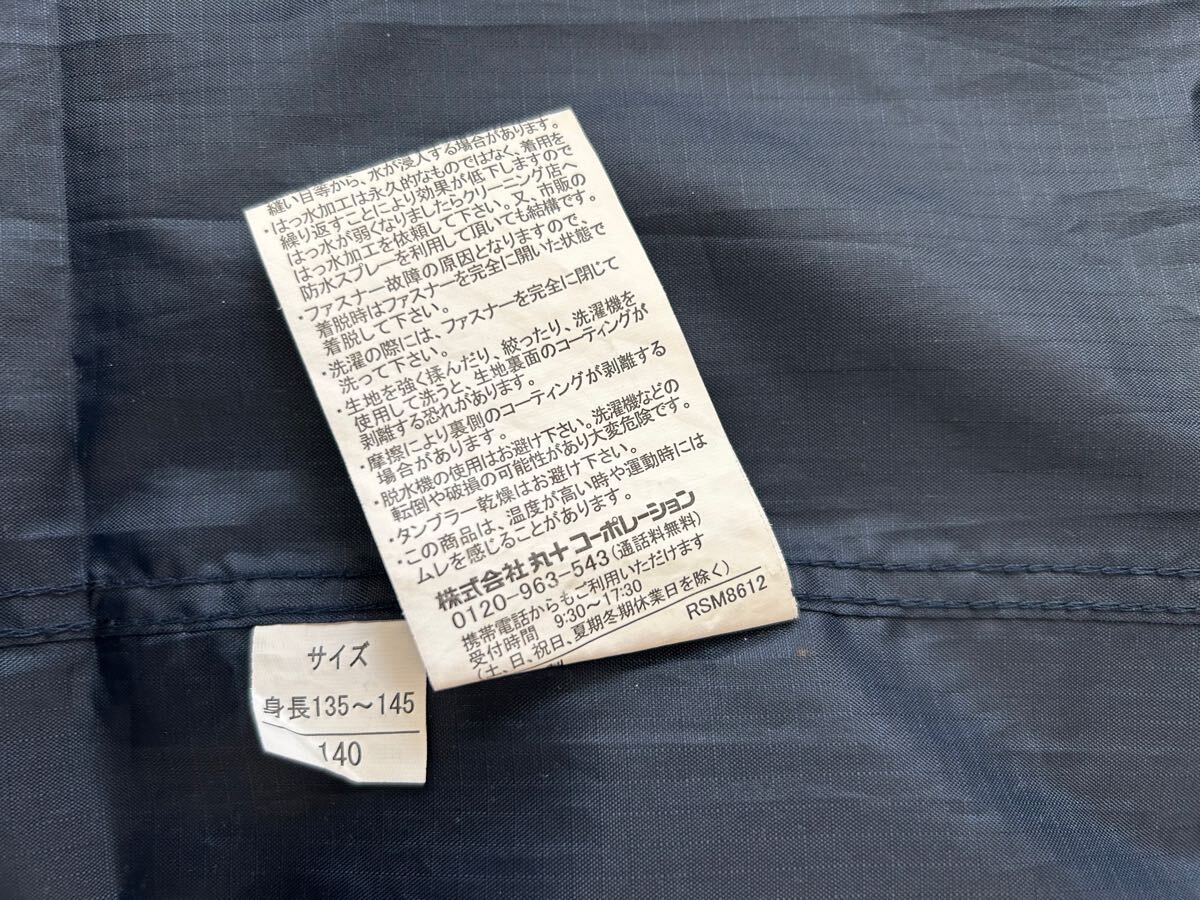 縫い目等から、水が浸入する場合があります。
・はっ水加工は永久的なものではなく、着用を
繰り返すことにより効果が低下しますので
はっ水が弱くなりましたらクリーニング店へ
はっ水加工を依頼して下さい。又、市販の
防水スプレーを利用して頂いても結構です。
・ファスナー故障の原因となりますので、
着脱時はファスナーを完全に開いた状態で
着脱して下さい。
・洗濯の際には、ファスナーを完全に閉じて
洗って下さい。
・生地を強く揉んだり、絞ったり、洗濯機を
使用して洗うと、生地裏面のコーティングが
剥離する恐れがあります。
・摩擦により裏側のコーティングが剥離する
場合があります。
・脱水機の使用はお避け下さい。洗濯機などの
転倒や破損の可能性があり大変危険です。
・タンブラー乾燥はお避け下さい。
・この商品は、温度が高い時や運動時には
ムレを感じることがあります。
株式会社 丸十コーポレーション
0120-963-543(通話料無料)
携帯電話からもご利用いただけます
受付時間 9:30～17:30
(土、日、祝日、夏期冬期休業日を除く)
RSM8612
サイズ
身長135～145
140